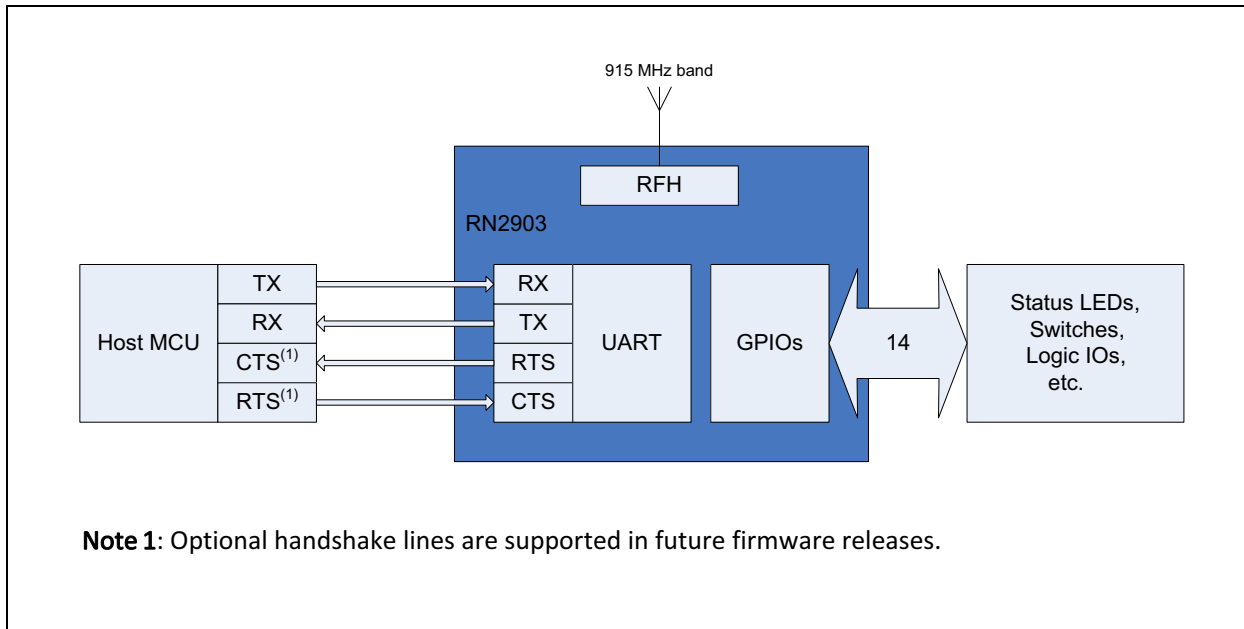 915 MHz band
RFH
RN2903
Host MCU
TX
RX
CTS(1)
RTS(1)
RX
TX
RTS
CTS
UART
GPIOs
14
Status LEDs,
Switches,
Logic IOs,
etc.
Note 1: Optional handshake lines are supported in future firmware releases.